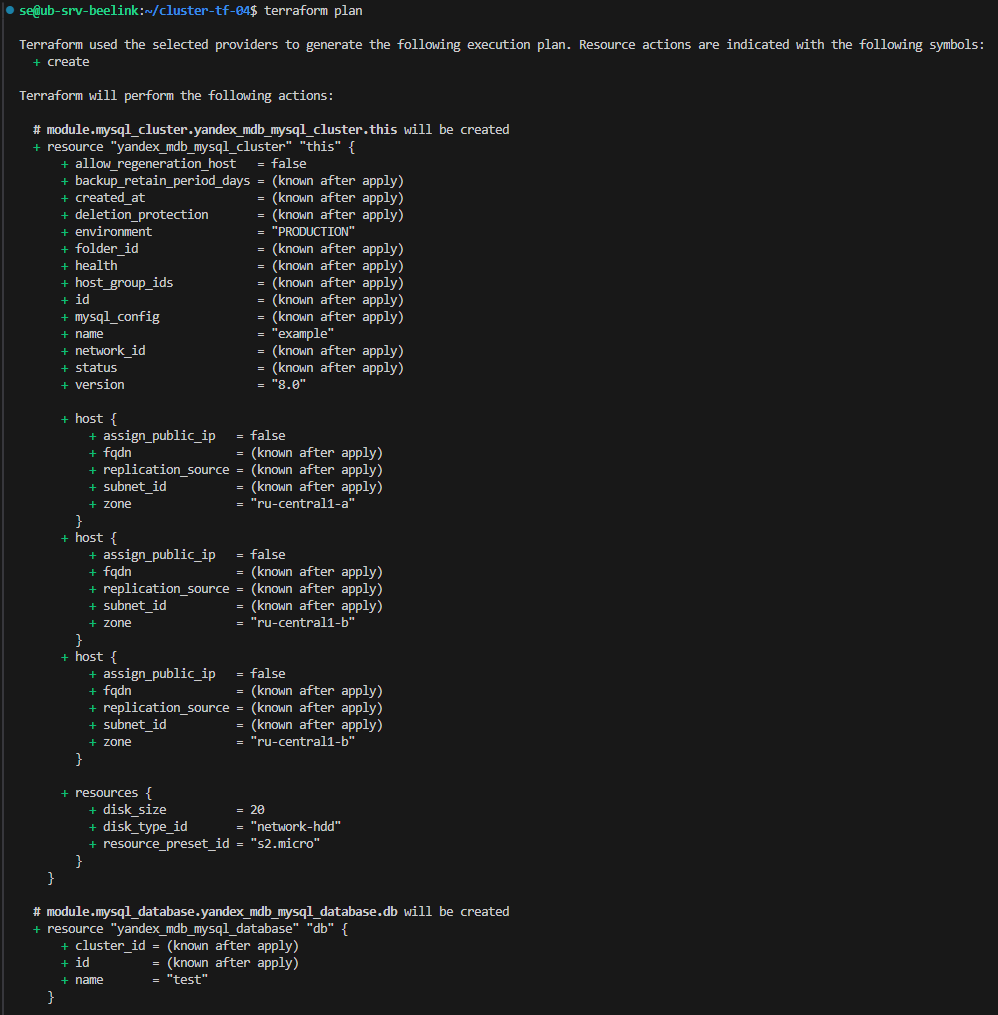 se@ub-srv-beelink:~/cluster-tf-04$ terraform plan
Terraform used the selected providers to generate the following execution plan. Resource actions are indicated with the following symbols:
+ create
Terraform will perform the following actions:
# module.mysql_cluster.yandex_mdb_mysql_cluster.this will be created
+ resource "yandex_mdb_mysql_cluster" "this" {
+ allow_regeneration_host   = false
+ backup_retain_period_days = (known after apply)
+ created_at                = (known after apply)
+ deletion_protection       = (known after apply)
+ environment               = "PRODUCTION"
+ folder_id                 = (known after apply)
+ health                    = (known after apply)
+ host_group_ids            = (known after apply)
+ id                        = (known after apply)
+ mysql_config              = (known after apply)
+ name                      = "example"
+ network_id                = (known after apply)
+ status                    = (known after apply)
+ version                   = "8.0"
+ host {
+ assign_public_ip   = false
+ fqdn               = (known after apply)
+ replication_source = (known after apply)
+ subnet_id          = (known after apply)
+ zone               = "ru-central1-a"
}
+ host {
+ assign_public_ip   = false
+ fqdn               = (known after apply)
+ replication_source = (known after apply)
+ subnet_id          = (known after apply)
+ zone               = "ru-central1-b"
}
+ host {
+ assign_public_ip   = false
+ fqdn               = (known after apply)
+ replication_source = (known after apply)
+ subnet_id          = (known after apply)
+ zone               = "ru-central1-b"
}
+ resources {
+ disk_size          = 20
+ disk_type_id       = "network-hdd"
+ resource_preset_id = "s2.micro"
}
}
# module.mysql_database.yandex_mdb_mysql_database.db will be created
+ resource "yandex_mdb_mysql_database" "db" {
+ cluster_id = (known after apply)
+ id         = (known after apply)
+ name       = "test"
}